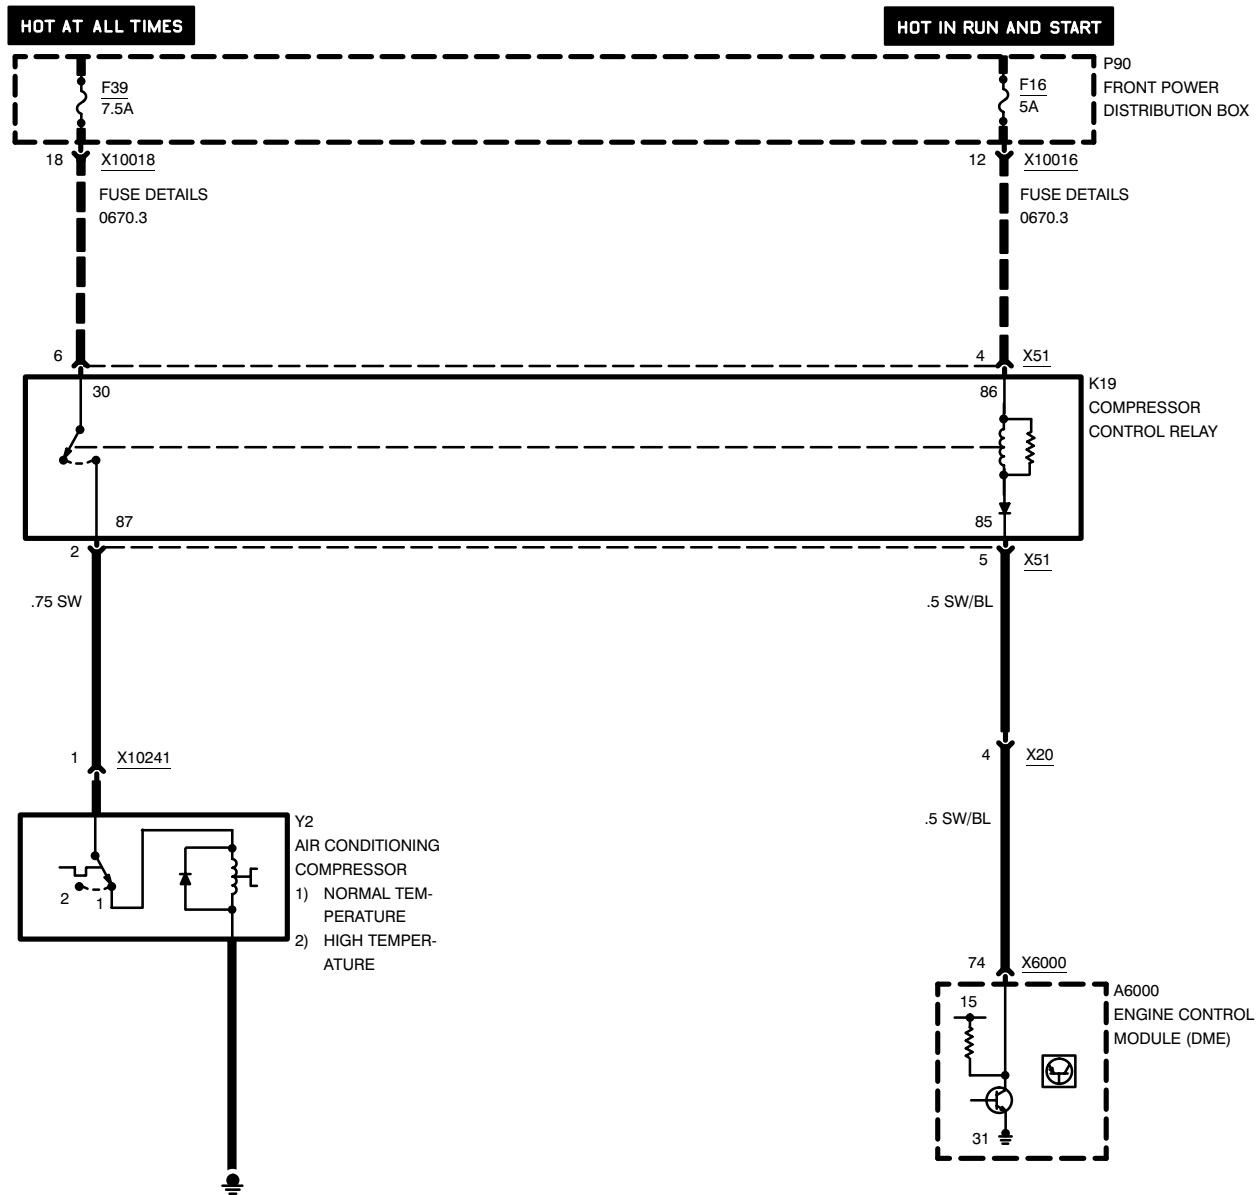 HOT AT ALL TIMES
HOT IN RUN AND START
F39
7.5A
F16
5A
P90
FRONT POWER
DISTRIBUTION BOX
18 X10018
12 X10016
FUSE DETAILS
0670.3
FUSE DETAILS
0670.3
6
4 X51
30
86
K19
COMPRESSOR
CONTROL RELAY
87
85
2
5 X51
.75 SW
.5 SW/BL
1 X10241
4 X20
.5 SW/BL
Y2
AIR CONDITIONING
COMPRESSOR
1) NORMAL TEM-
PERATURE
2) HIGH TEMPER-
ATURE
2
1
74 X6000
A6000
ENGINE CONTROL
MODULE (DME)
15
31